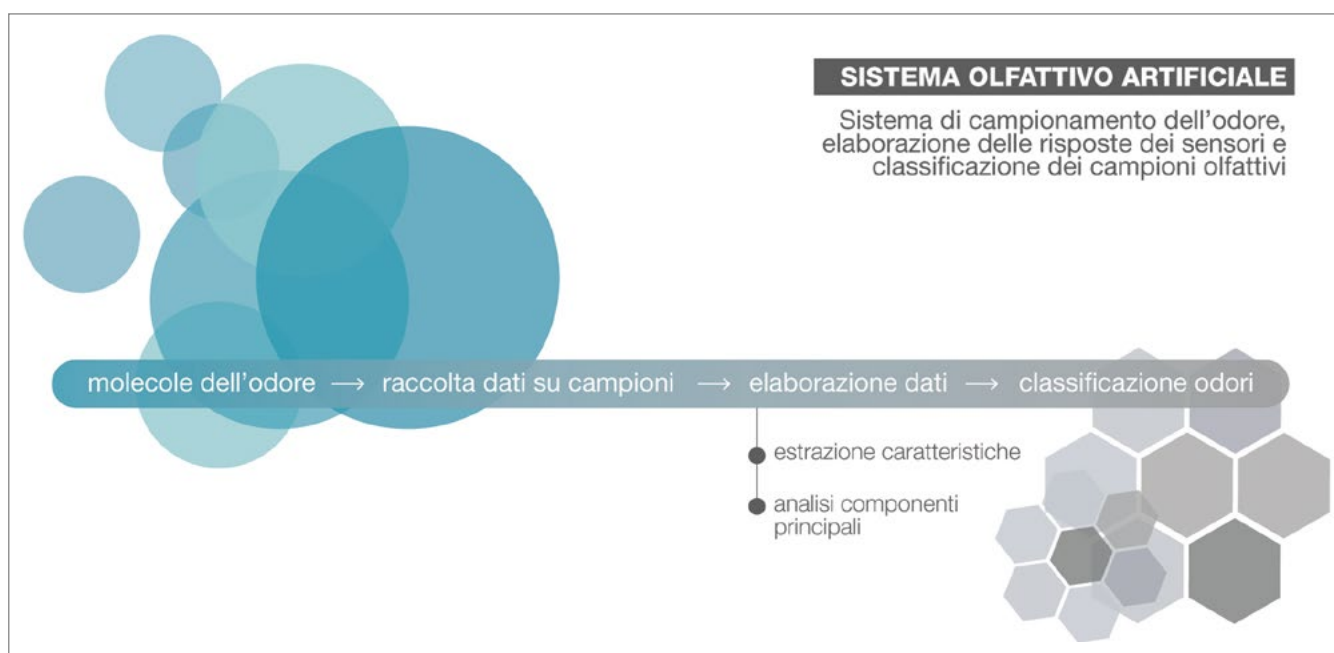 SISTEMA OLFATTIVO ARTIFICIALE
Sistema di campionamento dell'odore,
elaborazione delle risposte dei sensori e
classificazione dei campioni olfattivi
molecole dell'odore → raccolta dati su campioni → elaborazione dati → classificazione odori
estrazione caratteristiche
analisi componenti
principali